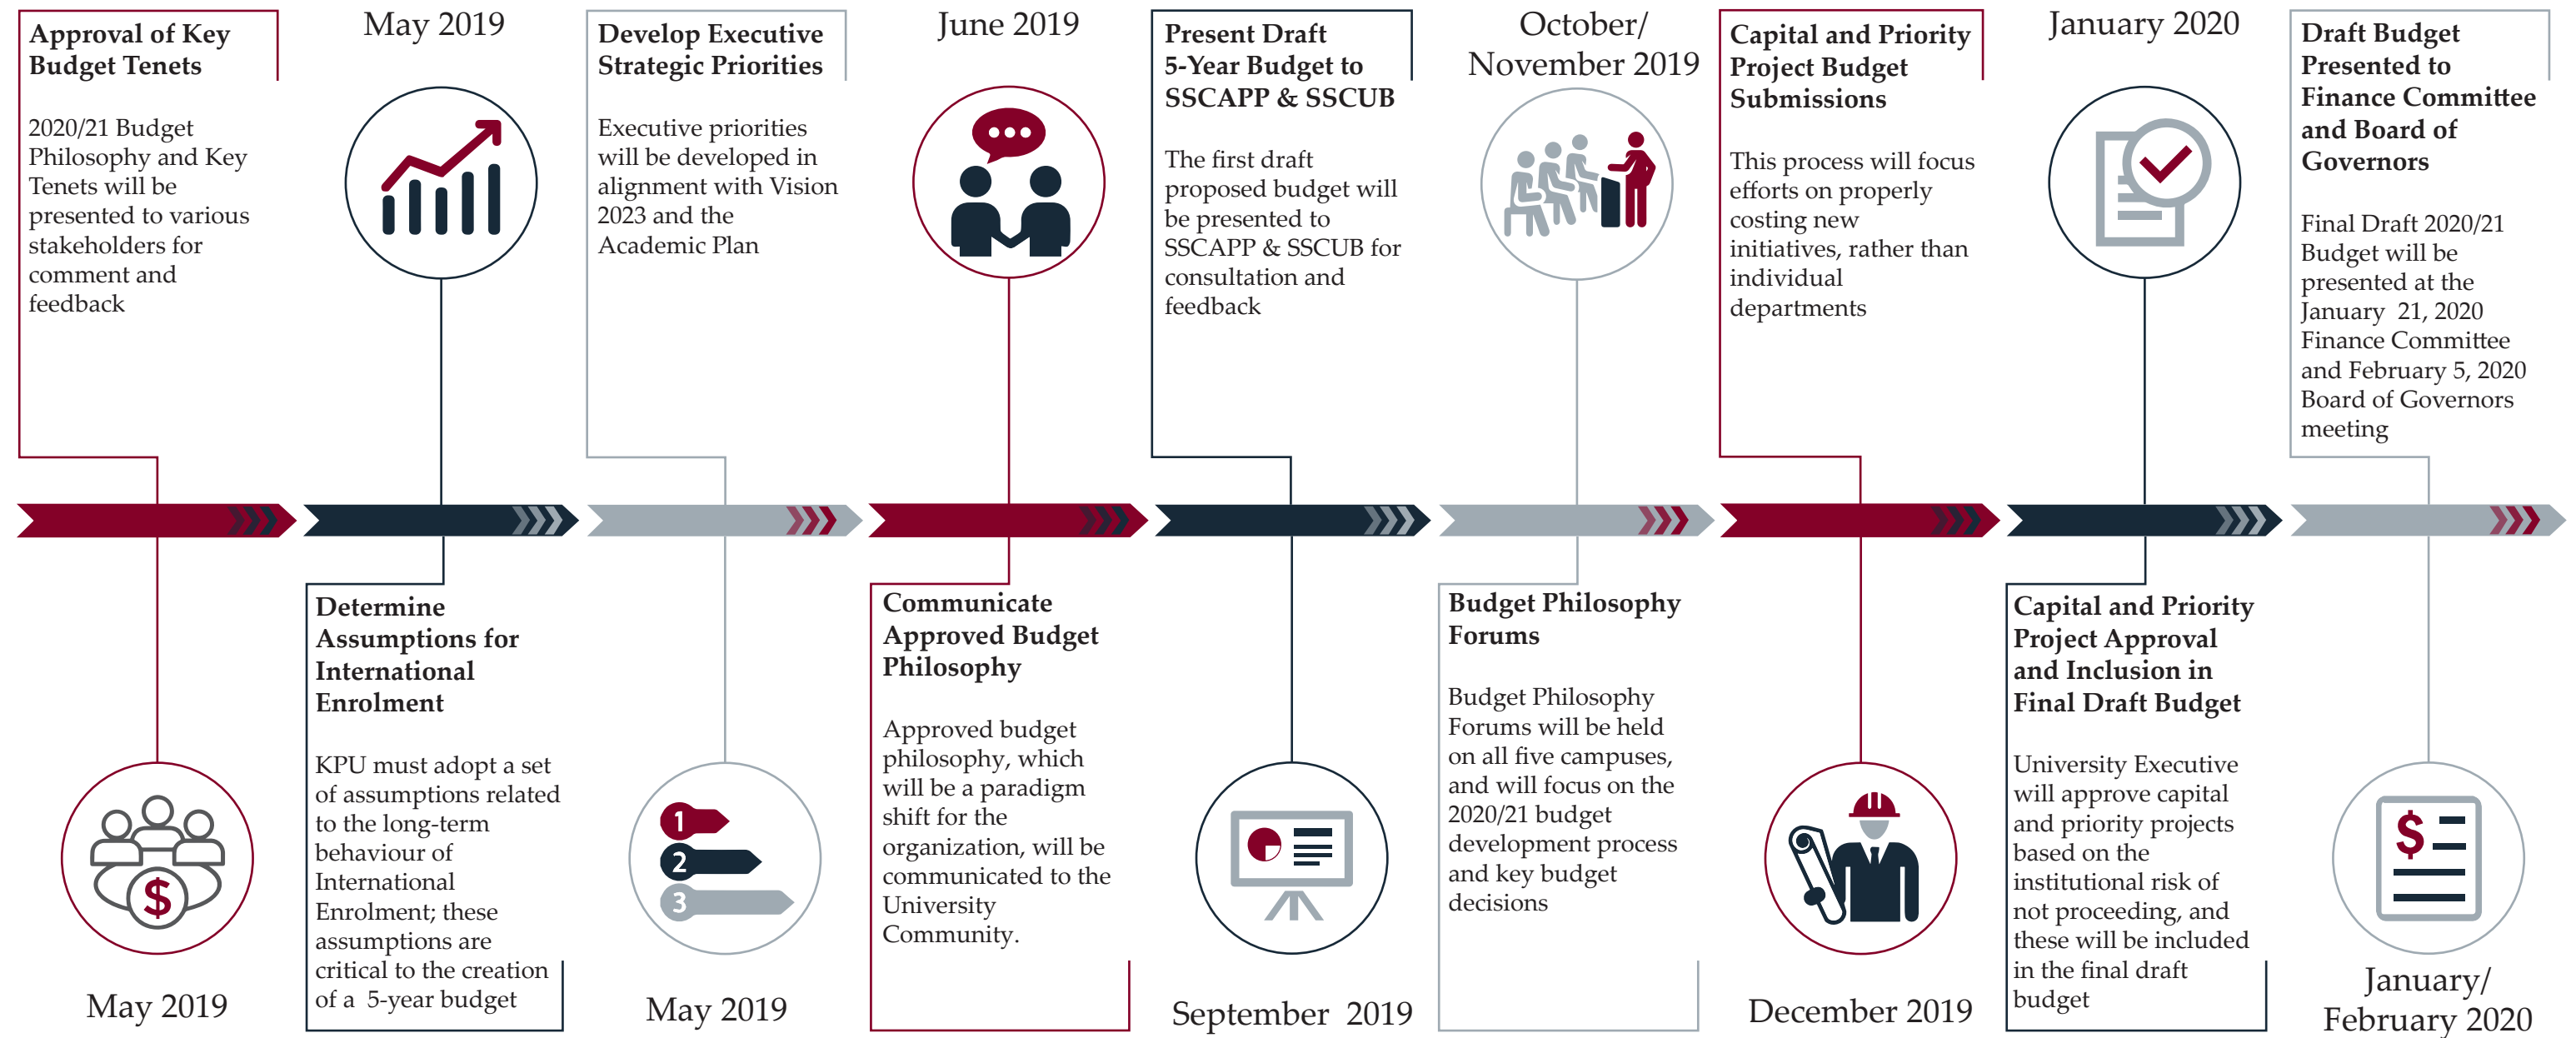 Approval of Key
Budget Tenets
2020/21 Budget
Philosophy and Key
Tenets will be
presented to various
stakeholders for
comment and
feedback
$
May 2019
May 2019
Determine
Assumptions for
International
Enrolment
KPU must adopt a set
of assumptions related
to the long-term
behaviour of
International
Enrolment; these
assumptions are
critical to the creation
of a 5-year budget
Develop Executive
Strategic Priorities
Executive priorities
will be developed in
alignment with Vision
2023 and the
Academic Plan
1
2
3
May 2019
June 2019
Communicate
Approved Budget
Philosophy
Approved budget
philosophy, which
will be a paradigm
shift for the
organization, will be
communicated to the
University
Community.
Present Draft
5-Year Budget to
SSCAPP & SSCUB
The first draft
proposed budget will
be presented to
SSCAPP & SSCUB for
consultation and
feedback
September 2019
October/
November 2019
Budget Philosophy
Forums
Budget Philosophy
Forums will be held
on all five campuses,
and will focus on the
2020/21 budget
development process
and key budget
decisions
Capital and Priority
Project Budget
Submissions
This process will focus
efforts on properly
costing new
initiatives, rather than
individual
departments
December 2019
January 2020
Capital and Priority
Project Approval
and Inclusion in
Final Draft Budget
University Executive
will approve capital
and priority projects
based on the
institutional risk of
not proceeding, and
these will be included
in the final draft
budget
Draft Budget
Presented to
Finance Committee
and Board of
Governors
Final Draft 2020/21
Budget will be
presented at the
January 21, 2020
Finance Committee
and February 5, 2020
Board of Governors
meeting
$
January/
February 2020